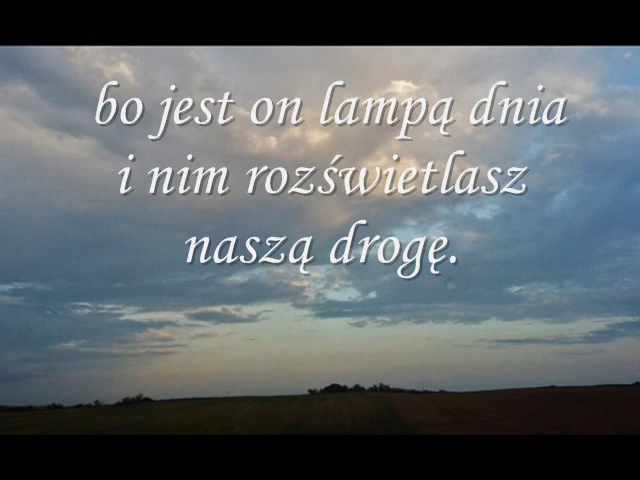 bo jest on lampą dnia
i nim rozświetlasz
naszą drogę.